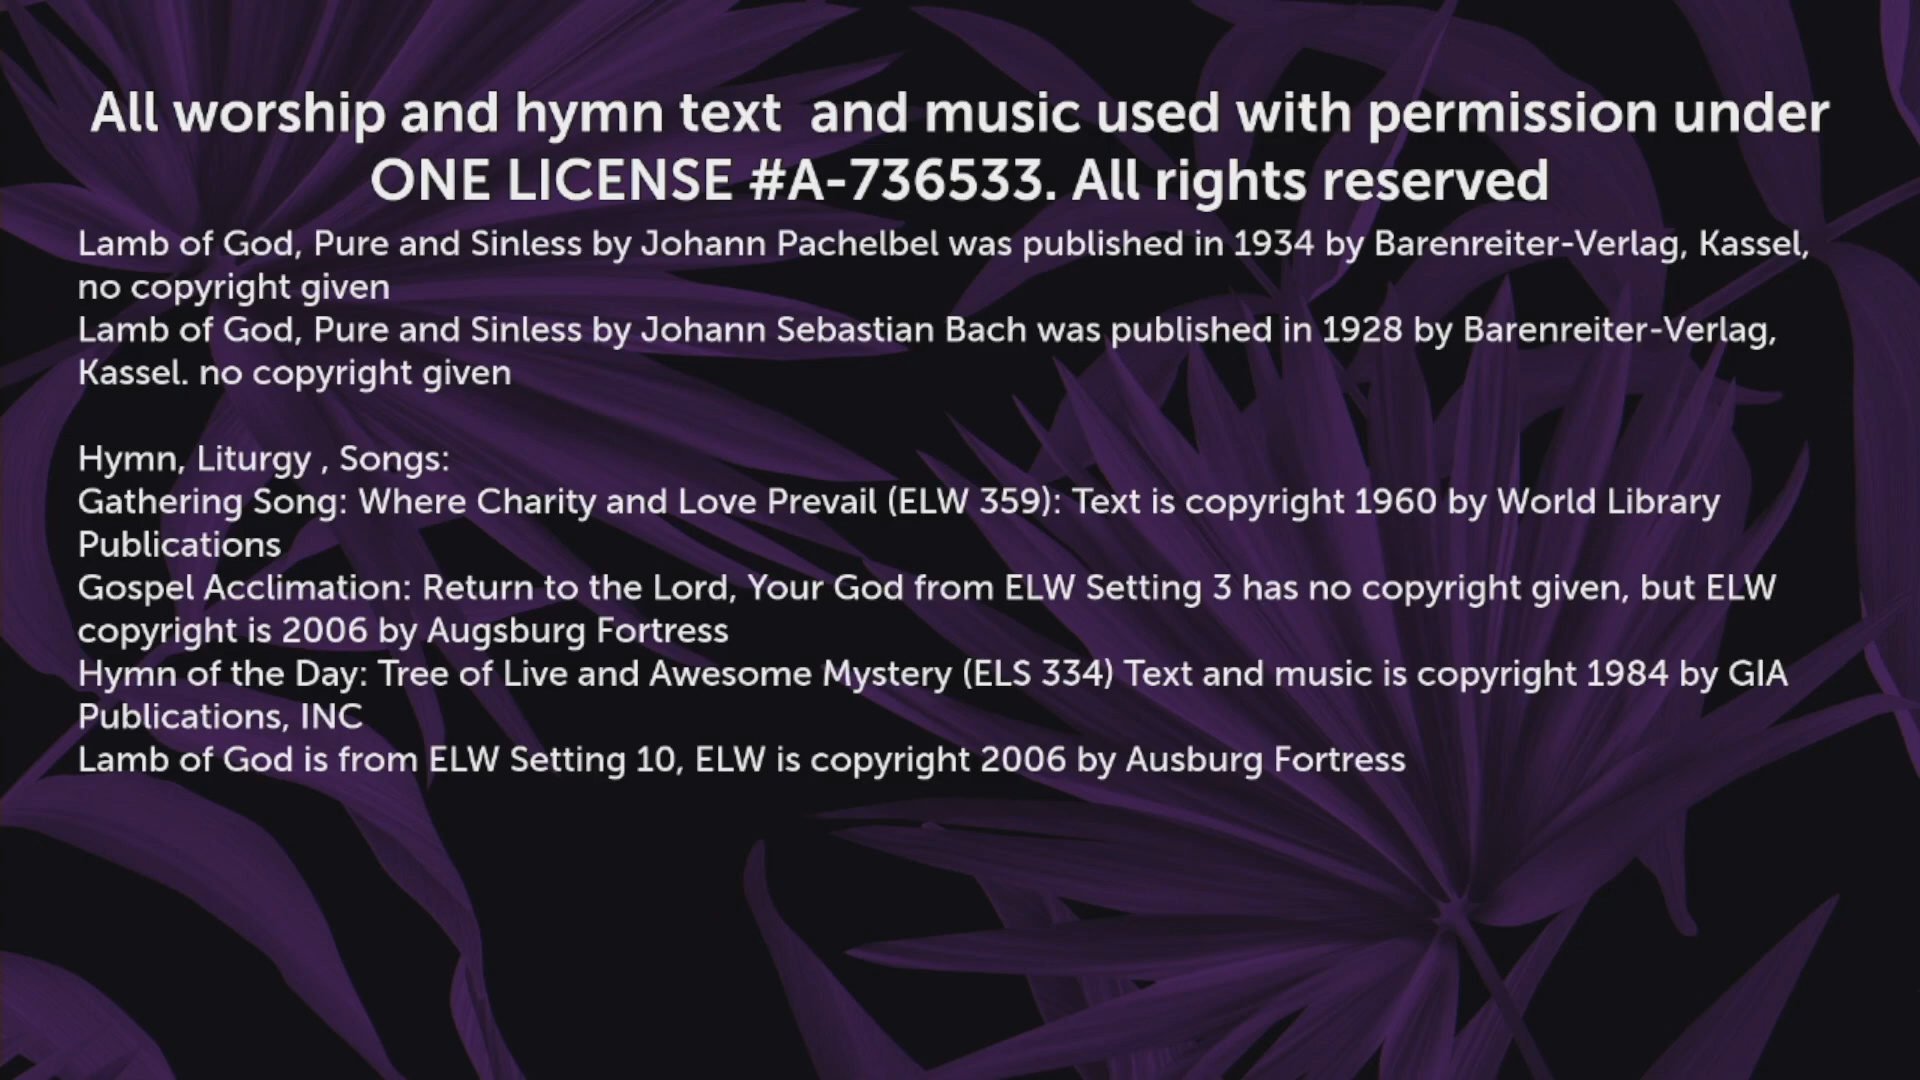 All worship and hymn text  and music used with permission under
ONE LICENSE #A-736533. All rights reserved
Lamb of God, Pure and Sinless by Johann Pachelbel was published in 1934 by Barenreiter-Verlag, Kassel,
no copyright given
Lamb of God, Pure and Sinless by Johann Sebastian Bach was published in 1928 by Barenreiter-Verlag,
Kassel. no copyright given
Hymn, Liturgy , Songs:
Gathering Song: Where Charity and Love Prevail (ELW 359): Text is copyright 1960 by World Library
Publications
Gospel Acclimation: Return to the Lord, Your God from ELW Setting 3 has no copyright given, but ELW
copyright is 2006 by Augsburg Fortress
Hymn of the Day: Tree of Live and Awesome Mystery (ELS 334) Text and music is copyright 1984 by GIA
Publications, INC
Lamb of God is from ELW Setting 10, ELW is copyright 2006 by Ausburg Fortress